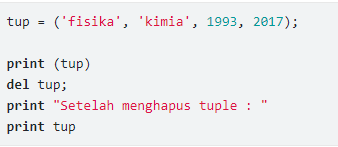 tup = ('fisika', 'kimia', 1993, 2017);
print (tup)
del tup;
print "Setelah menghapus tuple : "
print tup